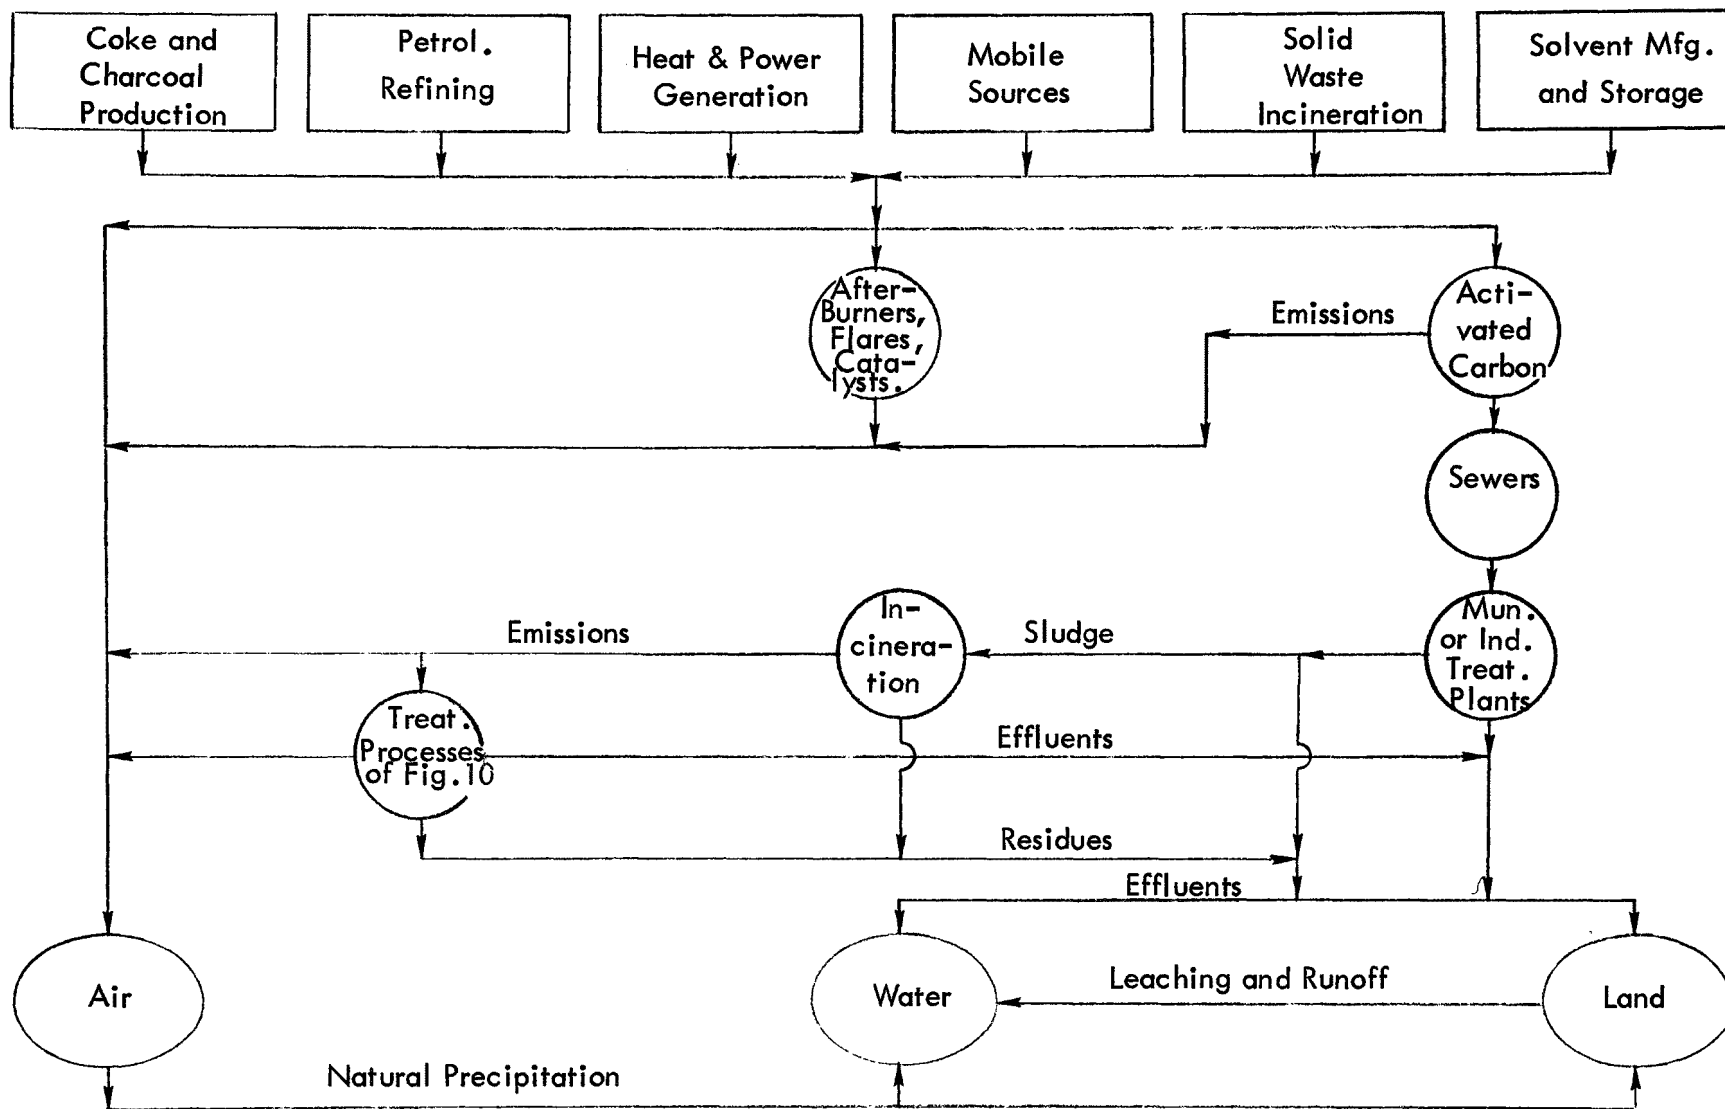 Coke and
Charcoal
Production
Petrol.
Refining
Heat & Power
Generation
Mobile
Sources
Solid
Waste
Incineration
Solvent Mfg.
and Storage
After-
Burners,
Flares,
Cata-
lysts.
Emissions
Acti-
vated
Carbon
Sewers
Emissions
In-
cinera-
tion
Sludge
Mun.
or Ind.
Treat.
Plants
Treat.
Processes
of Fig.10
Effluents
Residues
Effluents
Air
Water
Leaching and Runoff
Land
Natural Precipitation